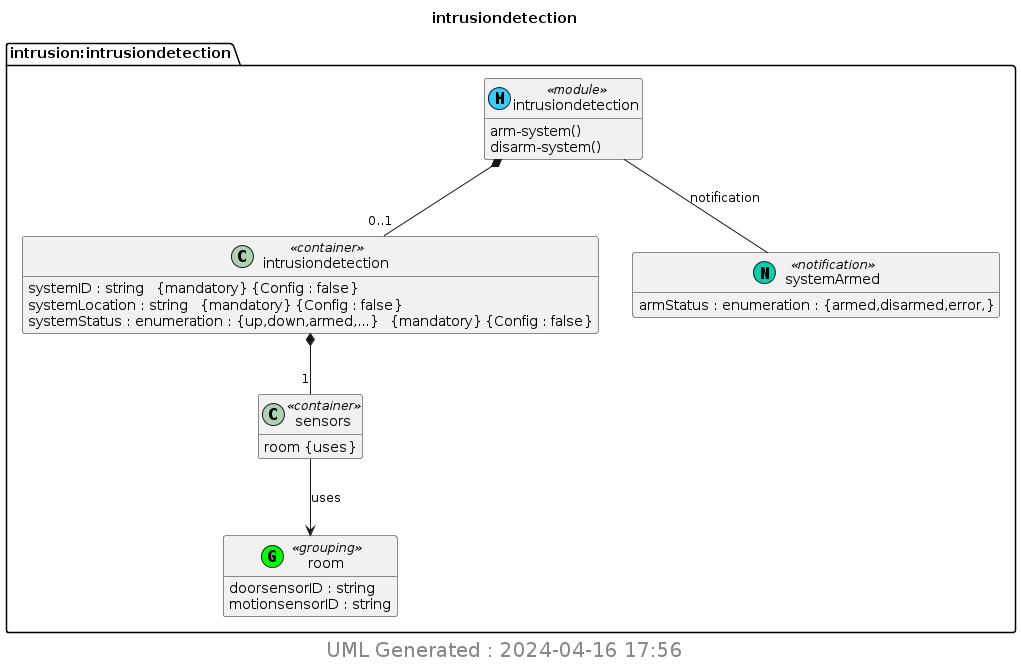 intrusiondetection
intrusion:intrusiondetection
M
«module»
intrusiondetection
arm-system()
disarm-system()
0..1
notification
C
«container»
intrusiondetection
systemID : string {mandatory} {Config : false}
systemLocation : string {mandatory} {Config : false}
systemStatus : enumeration : {up,down,armed,...} {mandatory} {Config : false}
N
«notification»
systemArmed
armStatus : enumeration : {armed,disarmed,error,}
1
C
«container»
sensors
room {uses}
uses
G
«grouping»
room
doorsensorID : string
motionsensorID : string
UML Generated : 2024-04-16 17:56